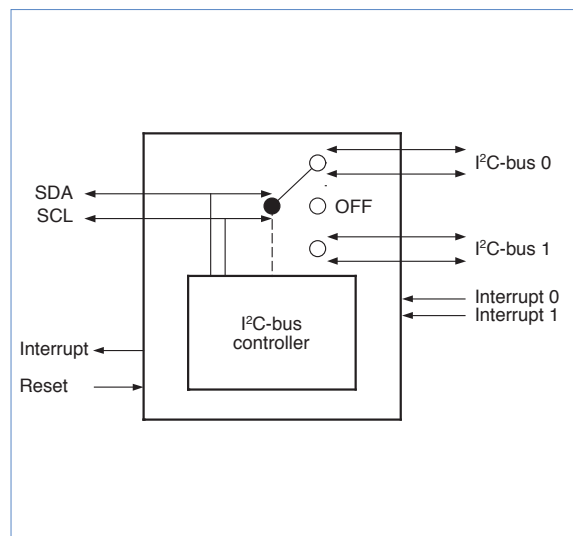 I²C-bus 0
SDA
SCL
OFF
I²C-bus 1
Interrupt 0
Interrupt 1
I²C-bus
controller
Interrupt
Reset